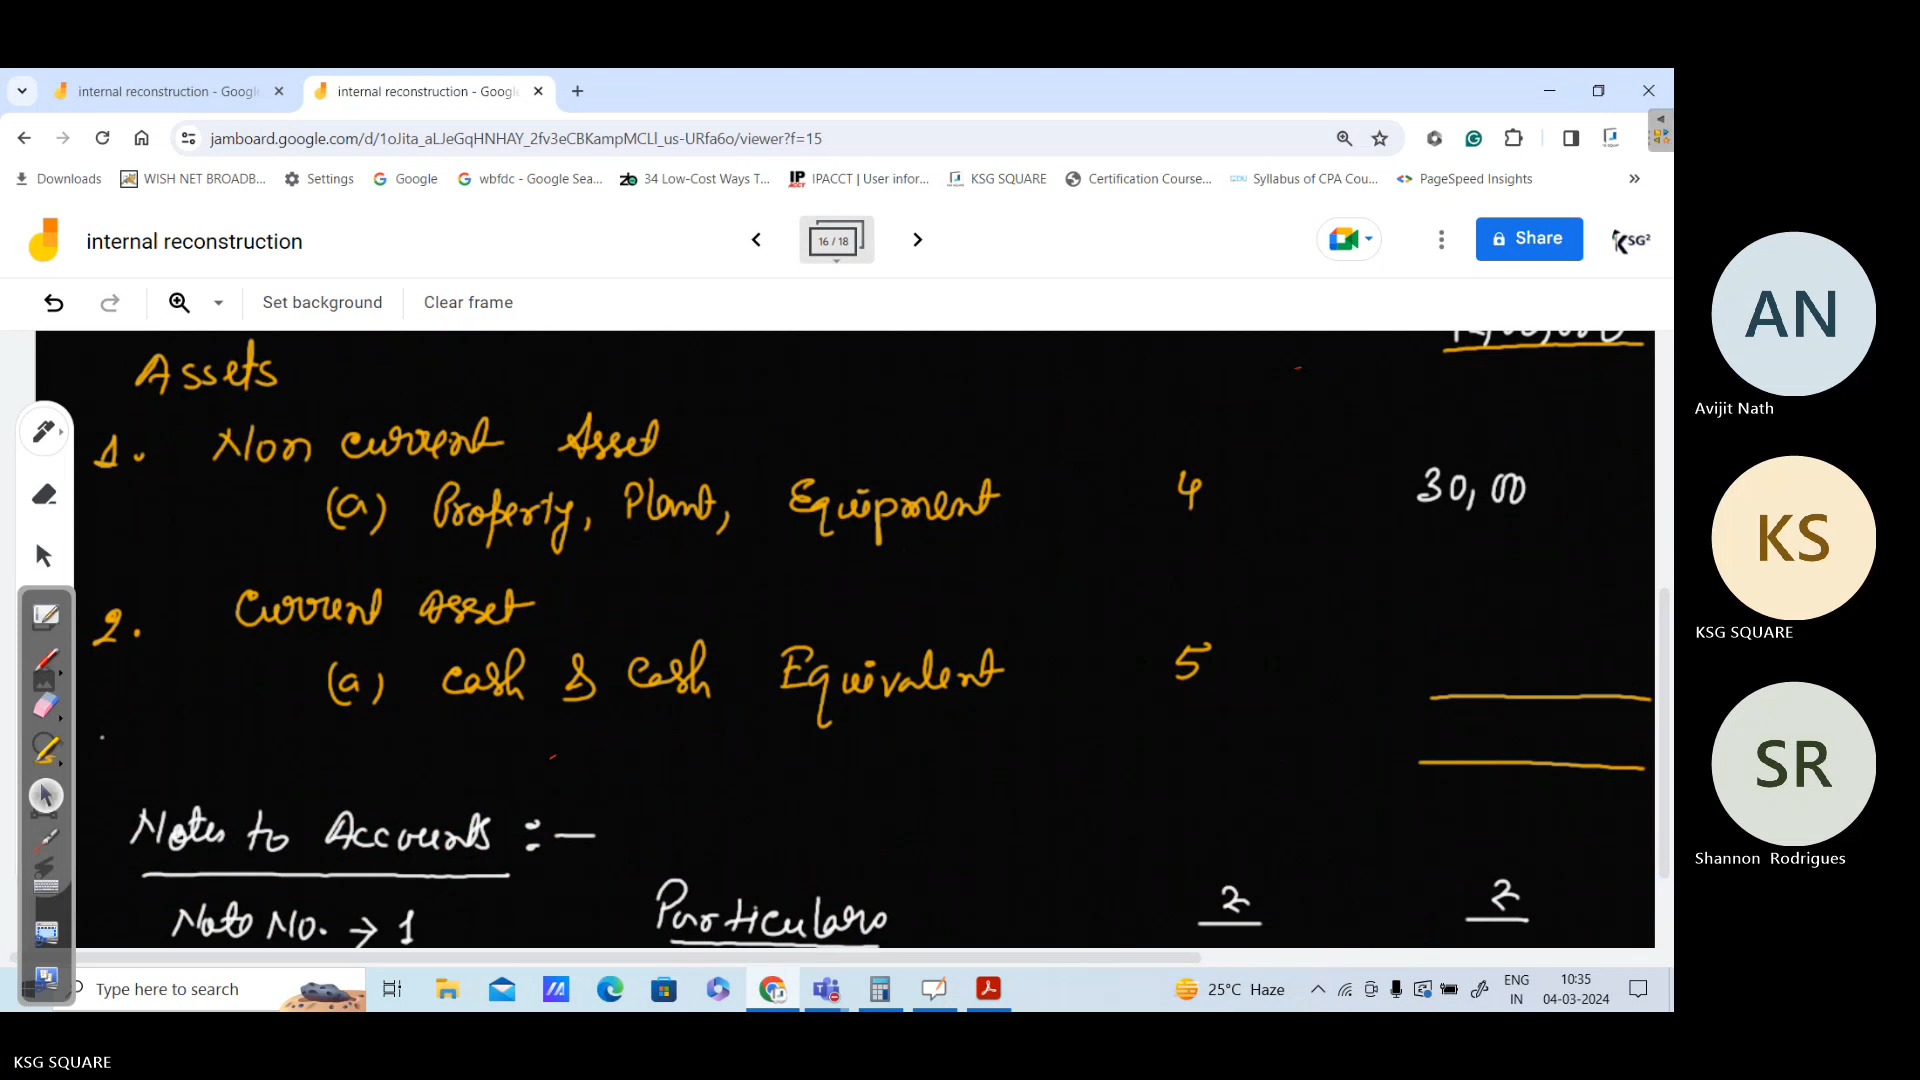 internal reconstruction - Google
internal reconstruction - Google
jamboard.google.com/d/1oJita_aLJeGqHNHAY_2fv3eCBKampMCLl_us-URfa6o/viewer?f=15
Downloads WISH NET BROADB... Settings Google wbfdc - Google Sea... 34 Low-Cost Ways T... IPACCT | User infor... KSG SQUARE Certification Course... Syllabus of CPA Cou... PageSpeed Insights
internal reconstruction
16 / 18
Share
KSG²
Set background Clear frame
Assets
1. Non current Asset
(a) Property, Plant, Equipment 4 30,00
2. Current Asset
(a) Cash & Cash Equivalent 5
Notes to Accounts :—
Note No. → 1 Particulars ₹ ₹
Type here to search
25°C Haze
ENG
IN
10:35
04-03-2024
AN
Avijit Nath
KS
KSG SQUARE
SR
Shannon Rodrigues
KSG SQUARE